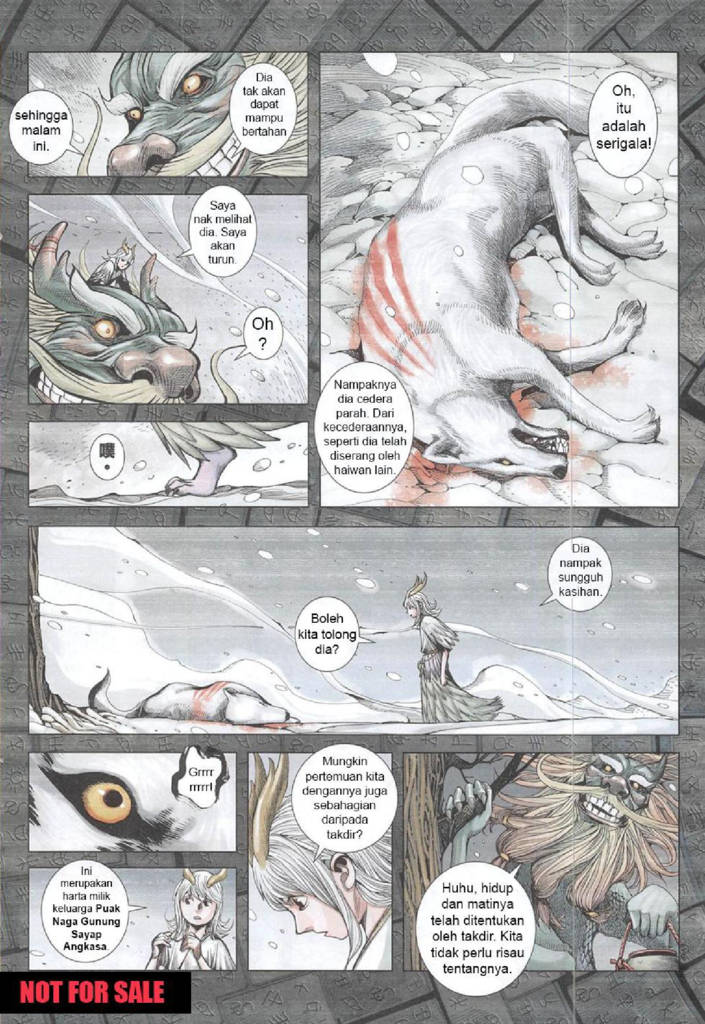 Oh,
itu
adalah
serigala!
Nampaknya
dia cedera
parah. Dari
kecederaannya,
seperti dia telah
diserang oleh
haiwan lain.
Dia
tak akan
dapat
mampu
bertahan
sehingga
malam
ini.
Saya
nak melihat
dia. Saya
akan
turun.
Oh
?
噗
。
Dia
nampak
sungguh
kasihan.
Boleh
kita tolong
dia?
Huhu, hidup
dan matinya
telah ditentukan
oleh takdir. Kita
tidak perlu risau
tentangnya.
Mungkin
pertemuan kita
dengannya juga
sebahagian
daripada
takdir?
Grrrr
rrrrr!
Ini
merupakan
harta milik
keluarga Puak
Naga Gunung
Sayap
Angkasa.
NOT FOR SALE